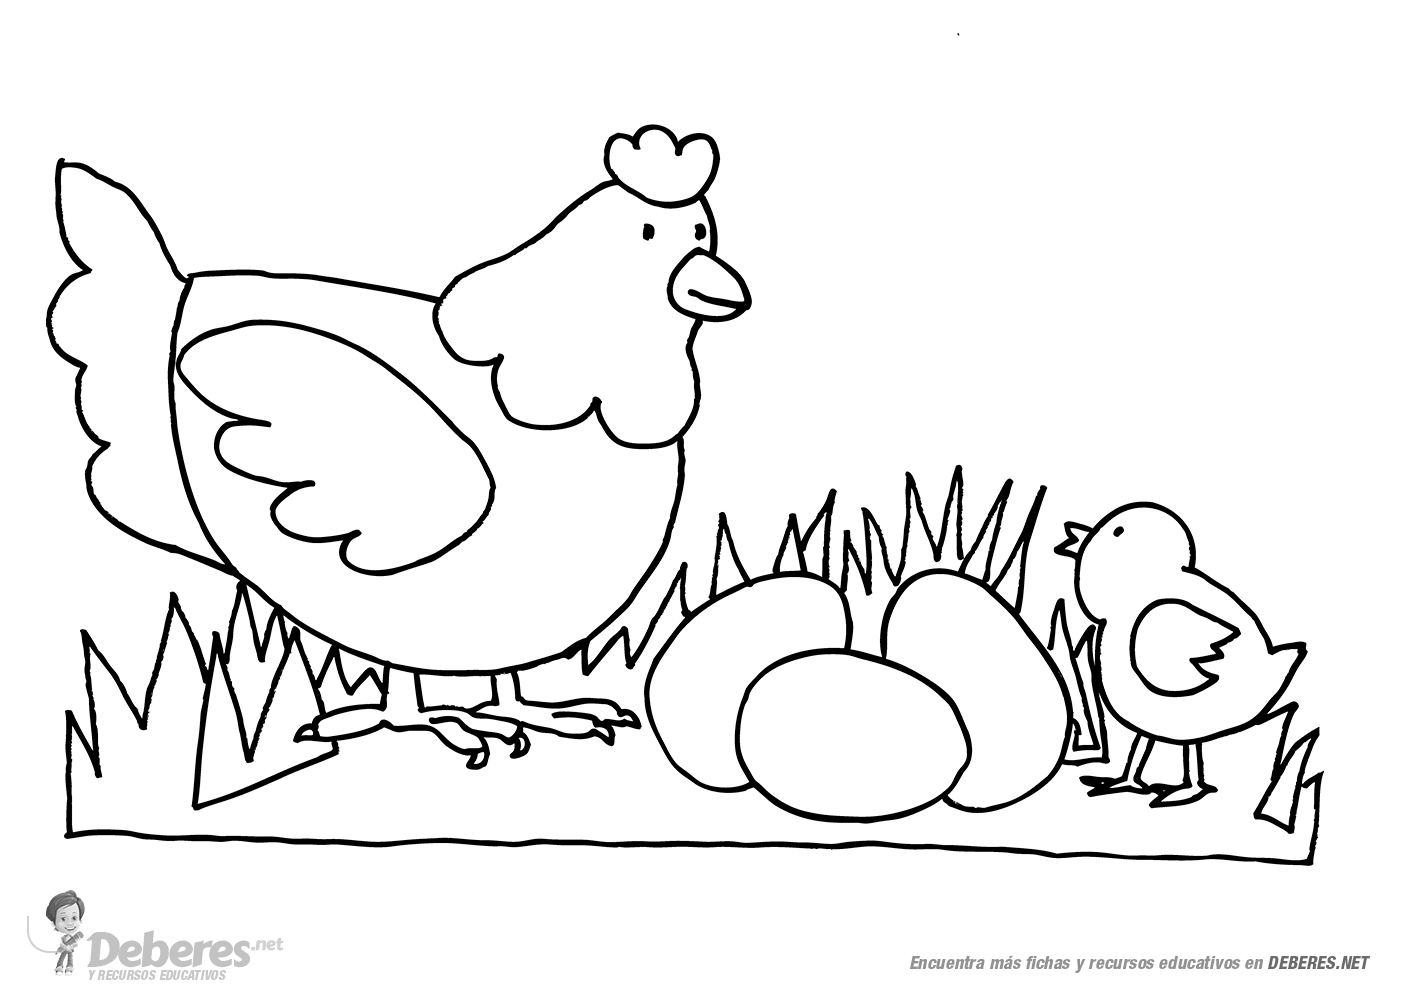 Deberes.net
Y RECURSOS EDUCATIVOS
Encuentra más fichas y recursos educativos en DEBERES.NET